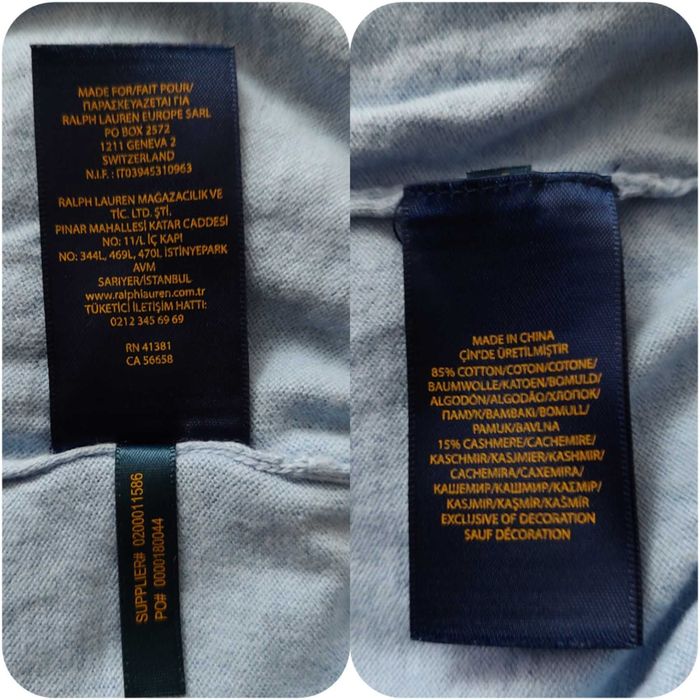 MADE FOR/FAIT POUR/
ΠΑΡΑΣΚΕΥΑΖΕΤΑΙ ΓΙΑ
RALPH LAUREN EUROPE SARL
PO BOX 2572
1211 GENEVA 2
SWITZERLAND
N.I.F. : IT03945310963
RALPH LAUREN MAĞAZACILIK VE
TİC. LTD. ŞTİ.
PINAR MAHALLESİ KATAR CADDESİ
NO: 11/L İÇ KAPI
NO: 344L, 469L, 470L İSTİNYEPARK
AVM
SARIYER/İSTANBUL
www.ralphlauren.com.tr
TÜKETİCİ İLETİŞİM HATTI:
0212 345 69 69
RN 41381
CA 56658
SUPPLIER# 0200011586
PO# 0000180044
MADE IN CHINA
ÇİN'DE ÜRETİLMİŞTİR
85% COTTON/COTON/COTONE/
BAUMWOLLE/KATOEN/BOMULD/
ALGODÓN/ALGODÃO/ХЛОПОК/
ПАМУК/ΒΑΜΒΑΚΙ/BOMULL/
PAMUK/BAVLNA
15% CASHMERE/CACHEMIRE/
KASCHMIR/KASJMIER/KASHMIR/
CACHEMIRA/CAXEMIRA/
КАШЕМИР/КАШМИР/ΚΑΣΜΙΡ/
KASJMIR/KAŞMİR/KAŠMÍR
EXCLUSIVE OF DECORATION
SAUF DÉCORATION